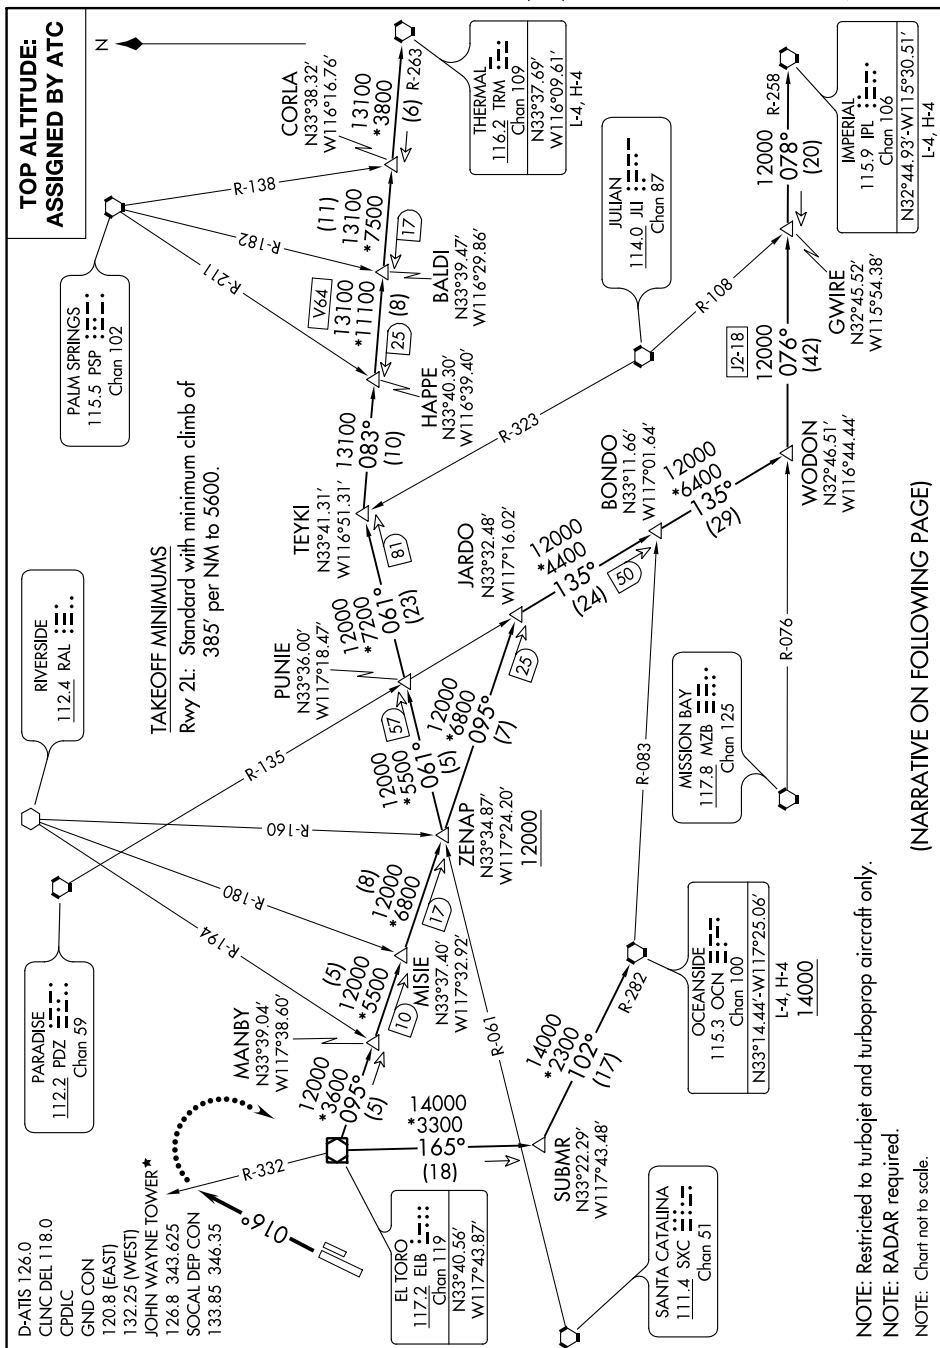 TOP ALTITUDE:
ASSIGNED BY ATC
N
D-ATIS 126.0
CLNC DEL 118.0
CPDLC
GND CON
120.8 (EAST)
132.25 (WEST)
JOHN WAYNE TOWER★
126.8 343.625
SOCAL DEP CON
133.85 346.35
PARADISE
112.2 PDZ
Chan 59
RIVERSIDE
112.4 RAL
PALM SPRINGS
115.5 PSP
Chan 102
TAKEOFF MINIMUMS
Rwy 2L: Standard with minimum climb of
385' per NM to 5600.
016°
R-332
EL TORO
117.2 ELB
Chan 119
N33°40.56'
W117°43.87'
12000
*3600
095°
(5)
MANBY
N33°39.04'
W117°38.60'
R-194
(5)
12000
*5500
10
MISIE
N33°37.40'
W117°32.92'
R-180
(8)
12000
*6800
17
ZENAP
N33°34.87'
W117°24.20'
12000
R-160
R-061
12000
*5500
061°
(5)
57
PUNIE
N33°36.00'
W117°18.47'
R-135
12000
*7200
061°
(23)
81
TEYKI
N33°41.31'
W116°51.31'
13100
083°
(10)
HAPPE
N33°40.30'
W116°39.40'
R-211
V64
13100
*11100
(8)
25
BALDI
N33°39.47'
W116°29.86'
R-182
(11)
13100
*7500
17
CORLA
N33°38.32'
W116°16.76'
R-138
13100
*3800
(6)
R-263
THERMAL
116.2 TRM
Chan 109
N33°37.69'
W116°09.61'
L-4, H-4
12000
*6800
095°
(7)
25
JARDO
N33°32.48'
W117°16.02'
12000
*4400
135°
(24)
50
BONDO
N33°11.66'
W117°01.64'
12000
*6400
135°
(29)
WODON
N32°46.51'
W116°44.44'
J2-18
12000
076°
(42)
GWIRE
N32°45.52'
W115°54.38'
12000
078°
(20)
R-258
IMPERIAL
115.9 IPL
Chan 106
N32°44.93'-W115°30.51'
L-4, H-4
JULIAN
114.0 JLI
Chan 87
R-323
R-108
14000
*3300
165°
(18)
SUBMR
N33°22.29'
W117°43.48'
14000
*2300
102°
(17)
R-282
OCEANSIDE
115.3 OCN
Chan 100
N33°14.44'-W117°25.06'
L-4, H-4
14000
R-083
MISSION BAY
117.8 MZB
Chan 125
R-076
SANTA CATALINA
111.4 SXC
Chan 51
NOTE: Restricted to turbojet and turboprop aircraft only.
NOTE: RADAR required.
NOTE: Chart not to scale.
(NARRATIVE ON FOLLOWING PAGE)